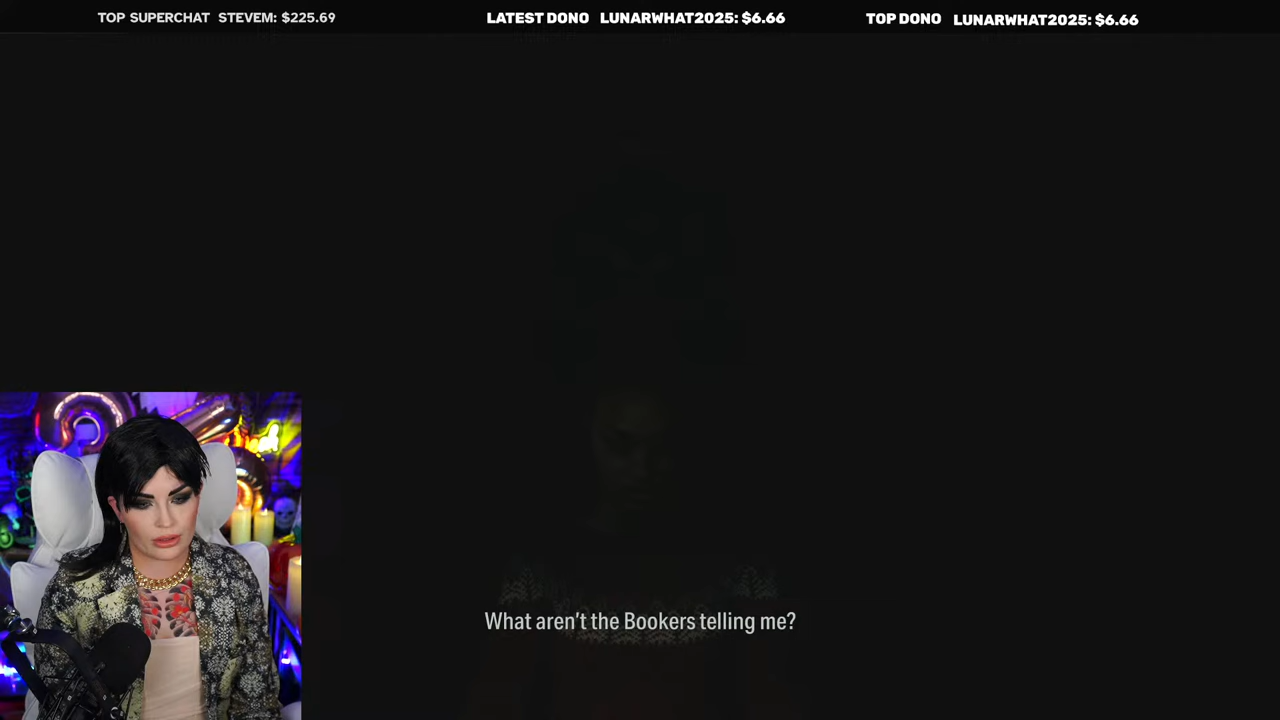 TOP SUPERCHAT STEVEM: $225.69
LATEST DONO LUNARWHAT2025: $6.66
TOP DONO LUNARWHAT2025: $6.66
What aren't the Bookers telling me?